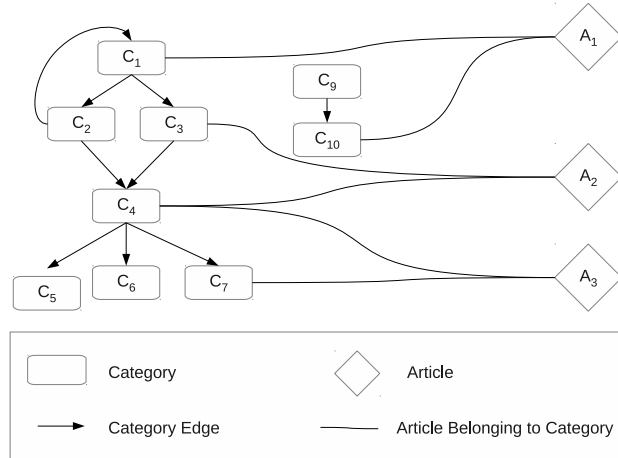 C1
A1
C9
C2
C3
C10
A2
C4
A3
C5
C6
C7
Category
Article
Category Edge
Article Belonging to Category